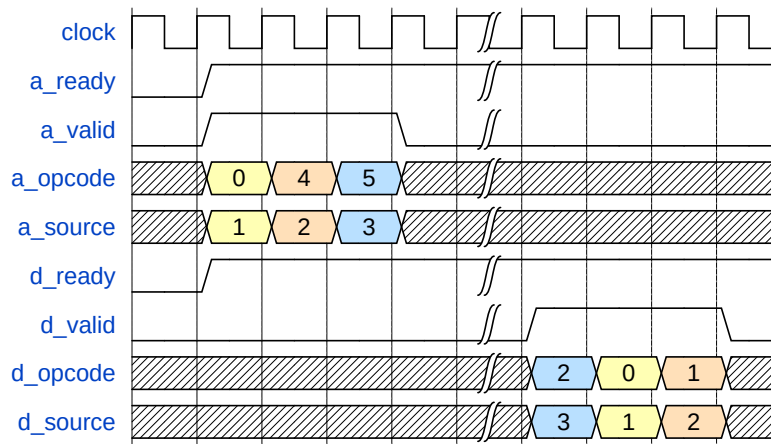 clock
a_ready
a_valid
a_opcode 0 4 5
a_source 1 2 3
d_ready
d_valid
d_opcode 2 0 1
d_source 3 1 2